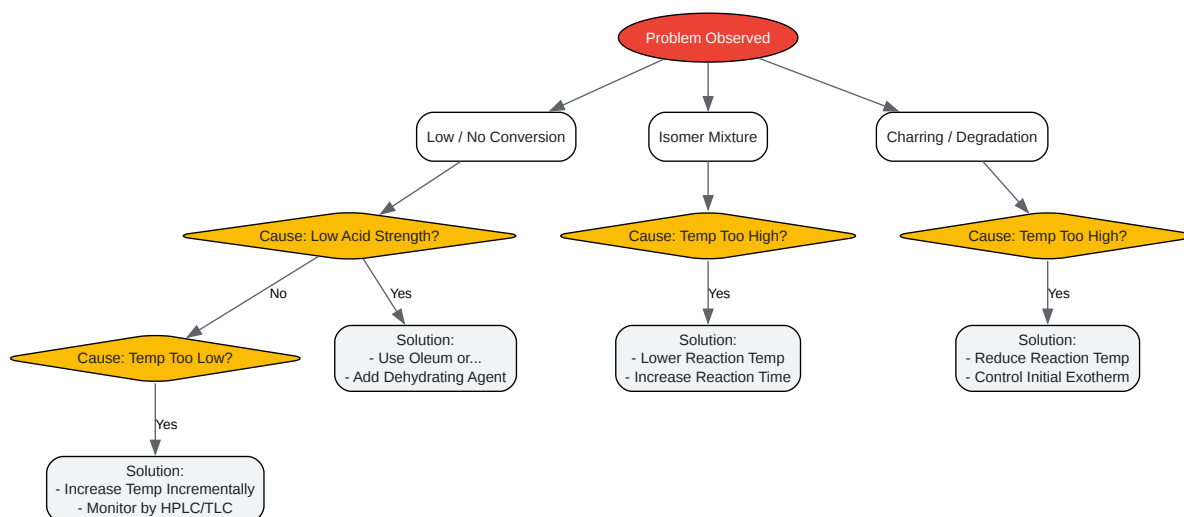 Problem Observed
Low / No Conversion
Isomer Mixture
Charring / Degradation
Cause: Low Acid Strength?
Cause: Temp Too High?
Cause: Temp Too High?
No
Yes
Yes
Yes
Cause: Temp Too Low?
Solution:
- Use Oleum or...
- Add Dehydrating Agent
Solution:
- Lower Reaction Temp
- Increase Reaction Time
Solution:
- Reduce Reaction Temp
- Control Initial Exotherm
Yes
Solution:
- Increase Temp Incrementally
- Monitor by HPLC/TLC